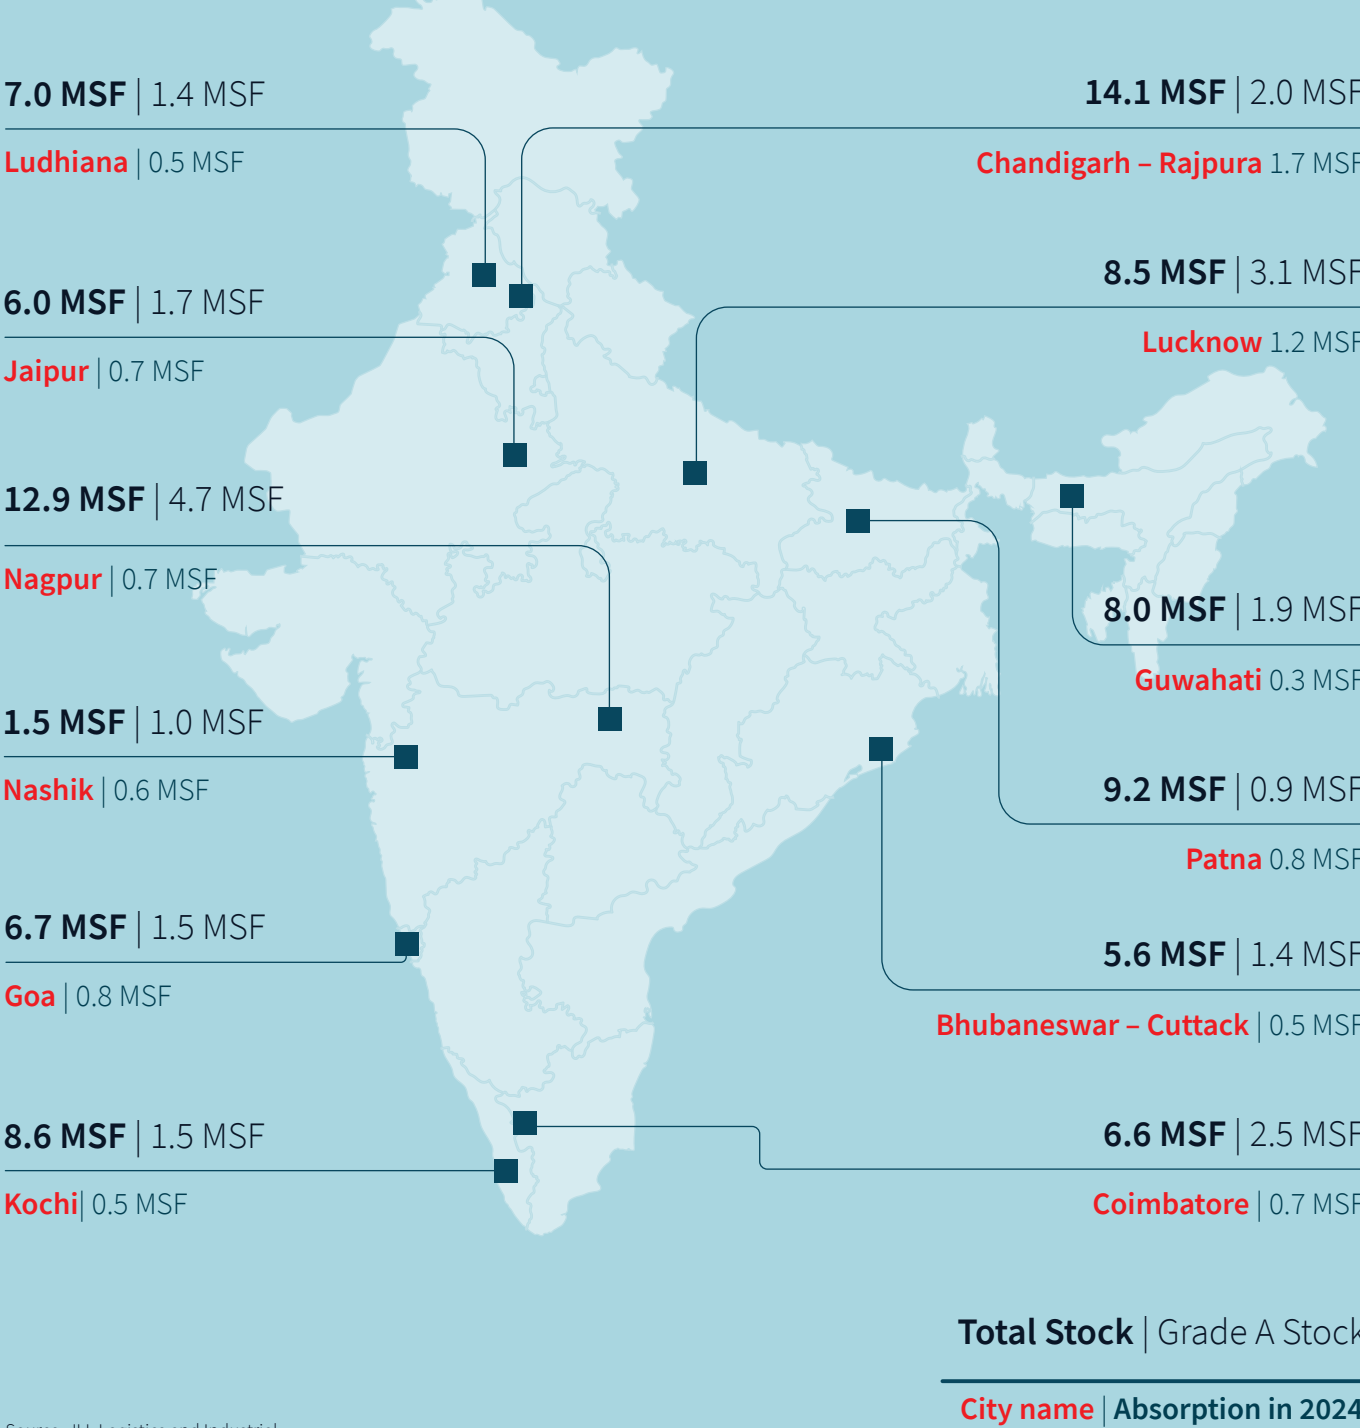 7.0 MSF | 1.4 MSF
Ludhiana | 0.5 MSF
6.0 MSF | 1.7 MSF
Jaipur | 0.7 MSF
12.9 MSF | 4.7 MSF
Nagpur | 0.7 MSF
1.5 MSF | 1.0 MSF
Nashik | 0.6 MSF
6.7 MSF | 1.5 MSF
Goa | 0.8 MSF
8.6 MSF | 1.5 MSF
Kochi| 0.5 MSF
14.1 MSF | 2.0 MSF
Chandigarh – Rajpura 1.7 MSF
8.5 MSF | 3.1 MSF
Lucknow 1.2 MSF
8.0 MSF | 1.9 MSF
Guwahati 0.3 MSF
9.2 MSF | 0.9 MSF
Patna 0.8 MSF
5.6 MSF | 1.4 MSF
Bhubaneswar – Cuttack | 0.5 MSF
6.6 MSF | 2.5 MSF
Coimbatore | 0.7 MSF
Total Stock | Grade A Stock
City name | Absorption in 2024